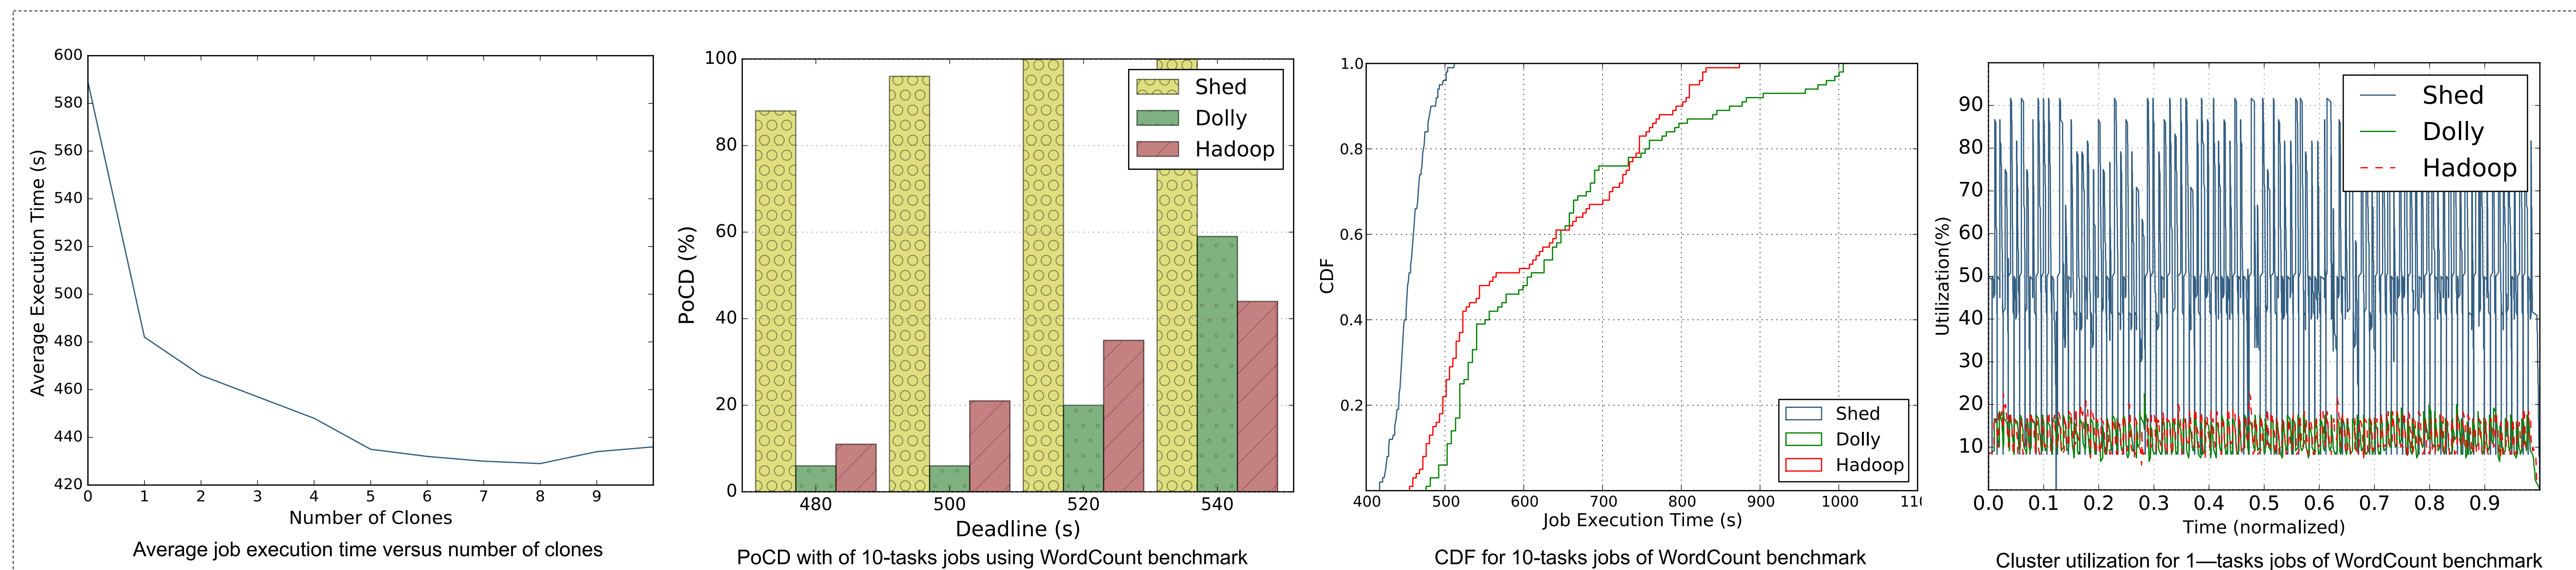 600
580
560
540
520
500
480
460
440
420
Average Execution Time (s)
0 1 2 3 4 5 6 7 8 9
Number of Clones
Average job execution time versus number of clones
100
80
60
40
20
0
PoCD (%)
Shed
Dolly
Hadoop
480 500 520 540
Deadline (s)
PoCD with of 10-tasks jobs using WordCount benchmark
1.0
0.8
0.6
0.4
0.2
CDF
Shed
Dolly
Hadoop
400 500 600 700 800 900 1000 110
Job Execution Time (s)
CDF for 10-tasks jobs of WordCount benchmark
90
80
70
60
50
40
30
20
10
Utilization(%)
Shed
Dolly
Hadoop
0.0 0.1 0.2 0.3 0.4 0.5 0.6 0.7 0.8 0.9
Time (normalized)
Cluster utilization for 1—tasks jobs of WordCount benchmark